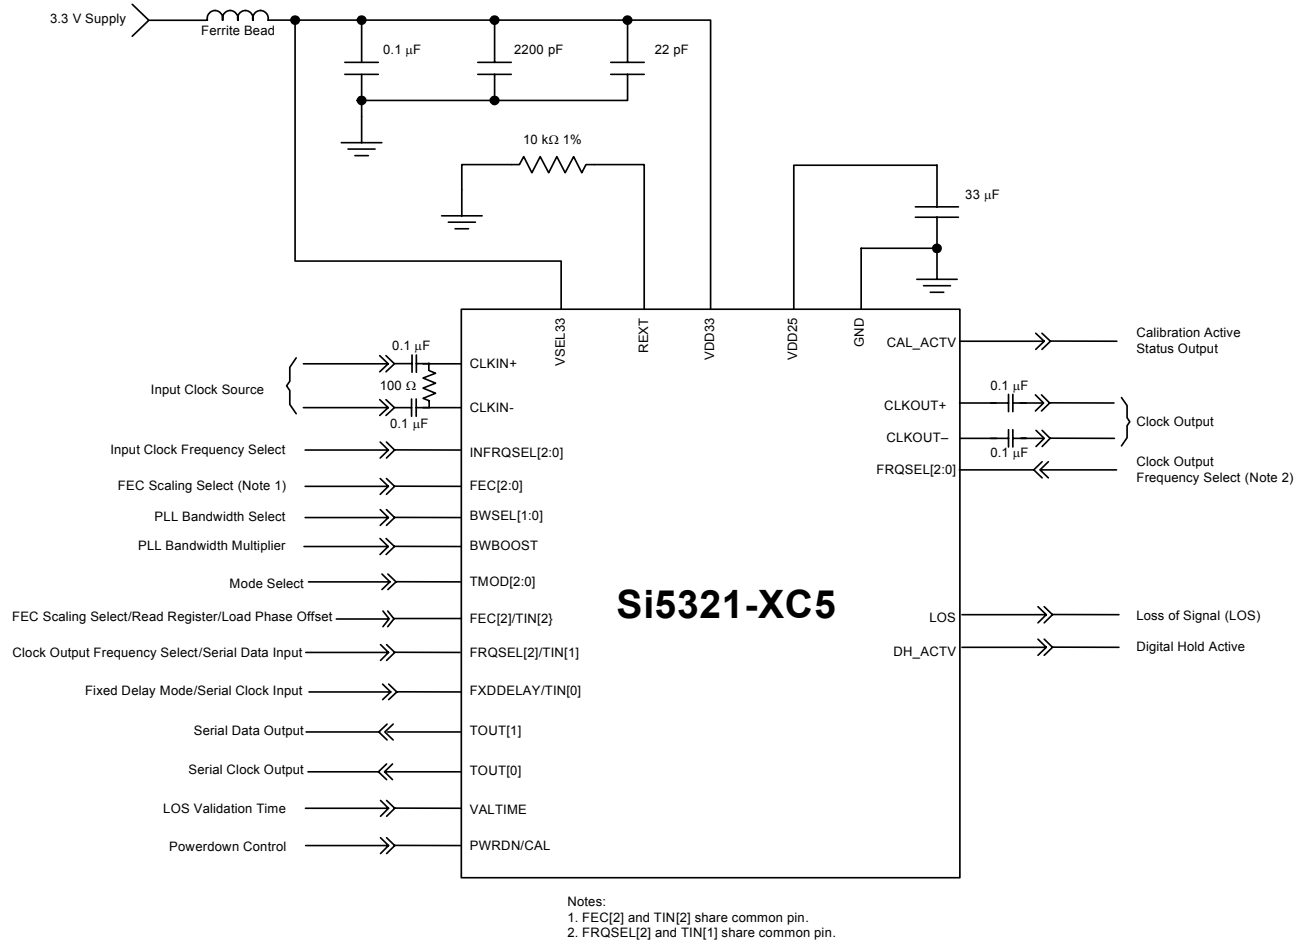 3.3 V Supply
Ferrite Bead
0.1 μF
2200 pF
22 pF
10 kΩ 1%
33 μF
VSEL33
REXT
VDD33
VDD25
GND
Input Clock Source
0.1 μF
100 Ω
0.1 μF
CLKIN+
CLKIN-
Input Clock Frequency Select
INFRQSEL[2:0]
FEC Scaling Select (Note 1)
FEC[2:0]
PLL Bandwidth Select
BWSEL[1:0]
PLL Bandwidth Multiplier
BWBOOST
Mode Select
TMOD[2:0]
FEC Scaling Select/Read Register/Load Phase Offset
FEC[2]/TIN[2}
Clock Output Frequency Select/Serial Data Input
FRQSEL[2]/TIN[1]
Fixed Delay Mode/Serial Clock Input
FXDDELAY/TIN[0]
Serial Data Output
TOUT[1]
Serial Clock Output
TOUT[0]
LOS Validation Time
VALTIME
Powerdown Control
PWRDN/CAL
Si5321-XC5
CAL_ACTV
Calibration Active
Status Output
CLKOUT+
0.1 μF
CLKOUT–
0.1 μF
Clock Output
FRQSEL[2:0]
Clock Output
Frequency Select (Note 2)
LOS
Loss of Signal (LOS)
DH_ACTV
Digital Hold Active
Notes:
1. FEC[2] and TIN[2] share common pin.
2. FRQSEL[2] and TIN[1] share common pin.